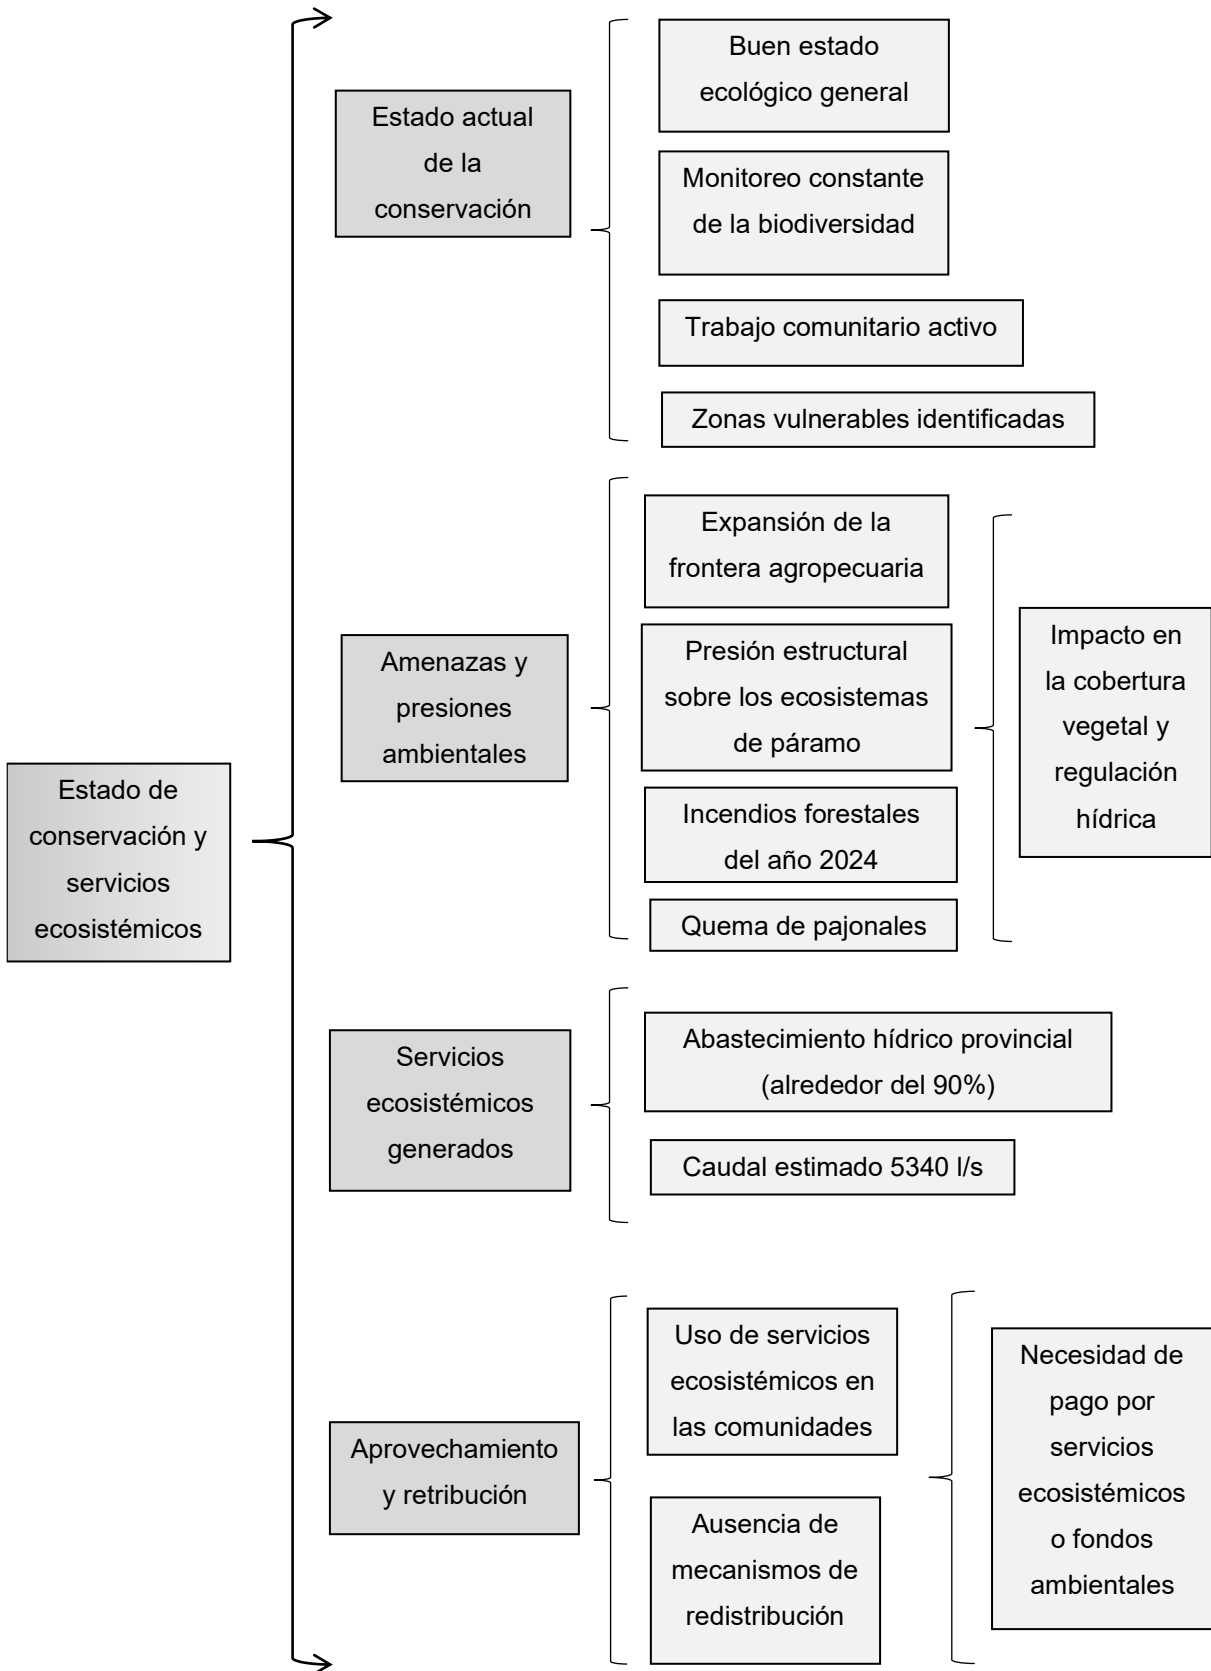 Estado de
conservación y
servicios
ecosistémicos
Estado actual
de la
conservación
Buen estado
ecológico general
Monitoreo constante
de la biodiversidad
Trabajo comunitario activo
Zonas vulnerables identificadas
Amenazas y
presiones
ambientales
Expansión de la
frontera agropecuaria
Presión estructural
sobre los ecosistemas
de páramo
Incendios forestales
del año 2024
Quema de pajonales
Impacto en
la cobertura
vegetal y
regulación
hídrica
Servicios
ecosistémicos
generados
Abastecimiento hídrico provincial
(alrededor del 90%)
Caudal estimado 5340 l/s
Aprovechamiento
y retribución
Uso de servicios
ecosistémicos en
las comunidades
Ausencia de
mecanismos de
redistribución
Necesidad de
pago por
servicios
ecosistémicos
o fondos
ambientales